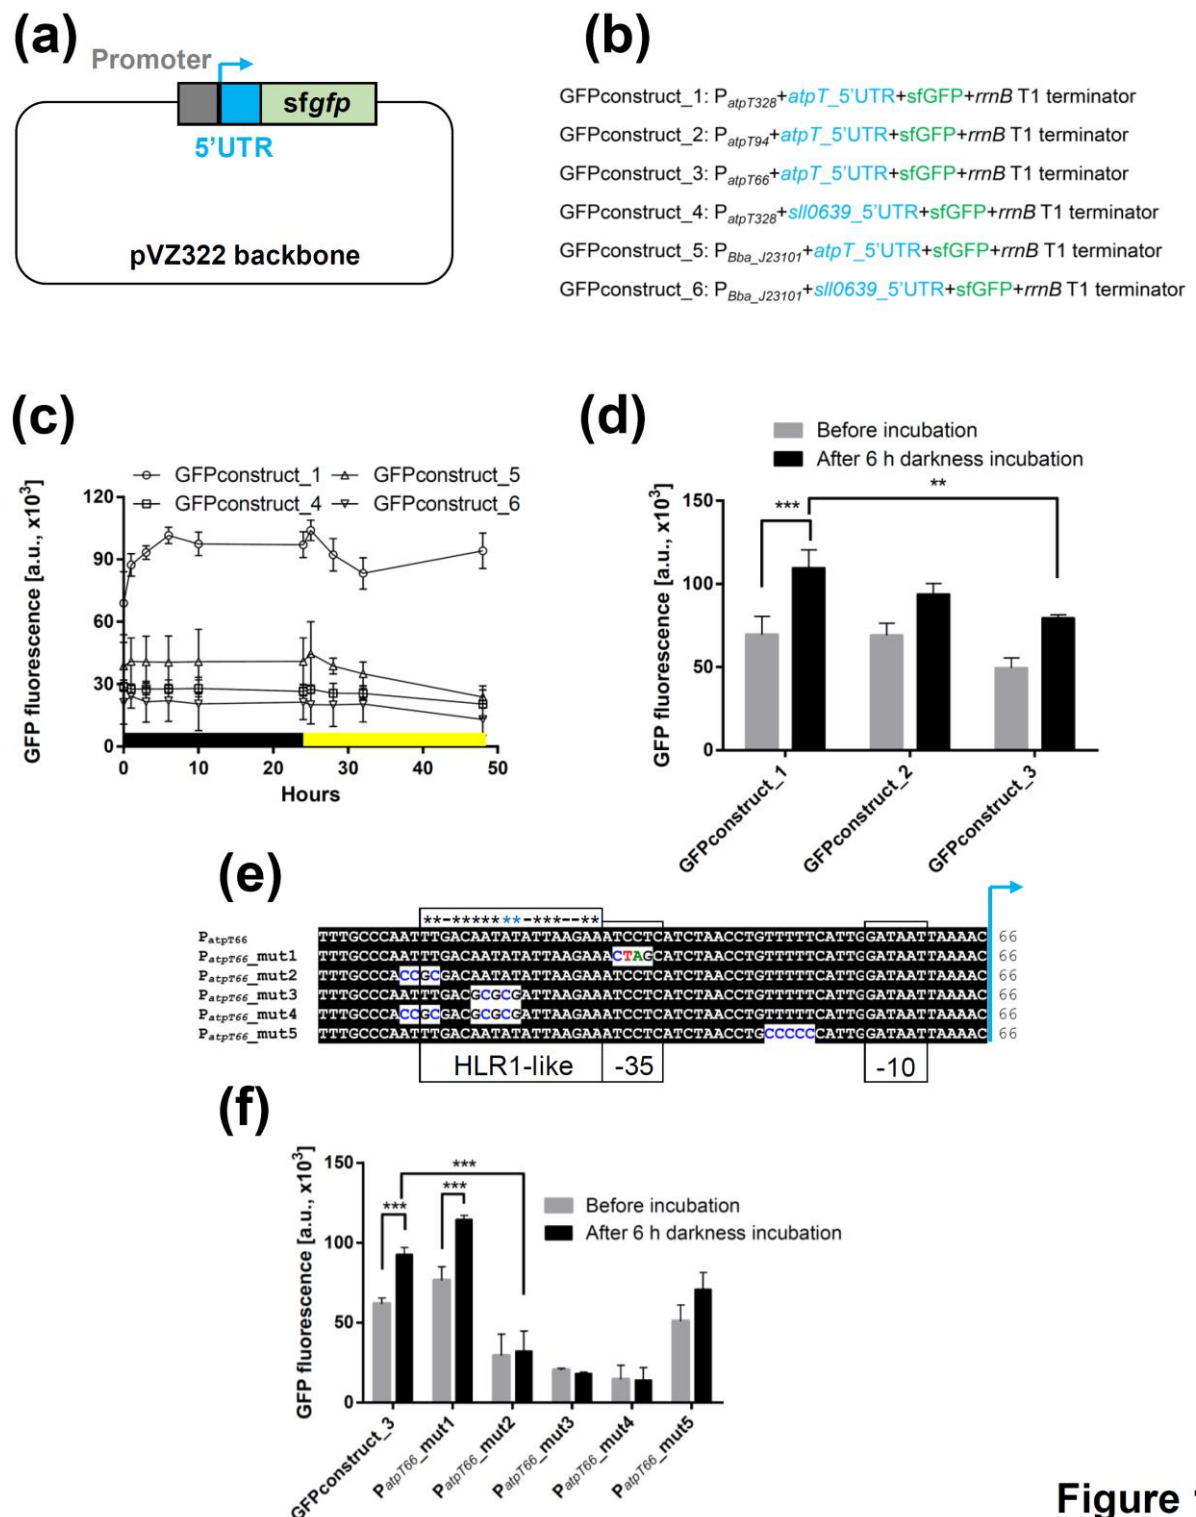 (a)
Promoter
sfgfp
5'UTR
pVZ322 backbone
(b)
GFPconstruct_1: PatpT328+atpT_5'UTR+sfGFP+rrnB T1 terminator
GFPconstruct_2: PatpT94+atpT_5'UTR+sfGFP+rrnB T1 terminator
GFPconstruct_3: PatpT66+atpT_5'UTR+sfGFP+rrnB T1 terminator
GFPconstruct_4: PatpT328+sll0639_5'UTR+sfGFP+rrnB T1 terminator
GFPconstruct_5: PBba_J23101+atpT_5'UTR+sfGFP+rrnB T1 terminator
GFPconstruct_6: PBba_J23101+sll0639_5'UTR+sfGFP+rrnB T1 terminator
(c)
GFPconstruct_1 GFPconstruct_5
GFPconstruct_4 GFPconstruct_6
GFP fluorescence [a.u., x10³]
120
90
60
30
0
0 10 20 30 40 50
Hours
(d)
Before incubation
After 6 h darkness incubation
GFP fluorescence [a.u., x10³]
150
100
50
0
*** **
GFPconstruct_1 GFPconstruct_2 GFPconstruct_3
(e)
**-*******-***--**
PatpT66 TTTGCCCAATTTGACAATATATTAAGAAATCCTCATCTAACCTGTTTTTCATTGGATAATTAAAAC 66
PatpT66_mut1 TTTGCCCAATTTGACAATATATTAAGAAACTAGCATCTAACCTGTTTTTCATTGGATAATTAAAAC 66
PatpT66_mut2 TTTGCCCACCGCGACAATATATTAAGAAATCCTCATCTAACCTGTTTTTCATTGGATAATTAAAAC 66
PatpT66_mut3 TTTGCCCAATTTGACGCGCGATTAAGAAATCCTCATCTAACCTGTTTTTCATTGGATAATTAAAAC 66
PatpT66_mut4 TTTGCCCACCGCGACGCGCGATTAAGAAATCCTCATCTAACCTGTTTTTCATTGGATAATTAAAAC 66
PatpT66_mut5 TTTGCCCAATTTGACAATATATTAAGAAATCCTCATCTAACCTGCCCCCCATTGGATAATTAAAAC 66
HLR1-like -35 -10
(f)
GFP fluorescence [a.u., x10³]
150
100
50
0
*** *** ***
Before incubation
After 6 h darkness incubation
GFPconstruct_3 PatpT66_mut1 PatpT66_mut2 PatpT66_mut3 PatpT66_mut4 PatpT66_mut5
Figure